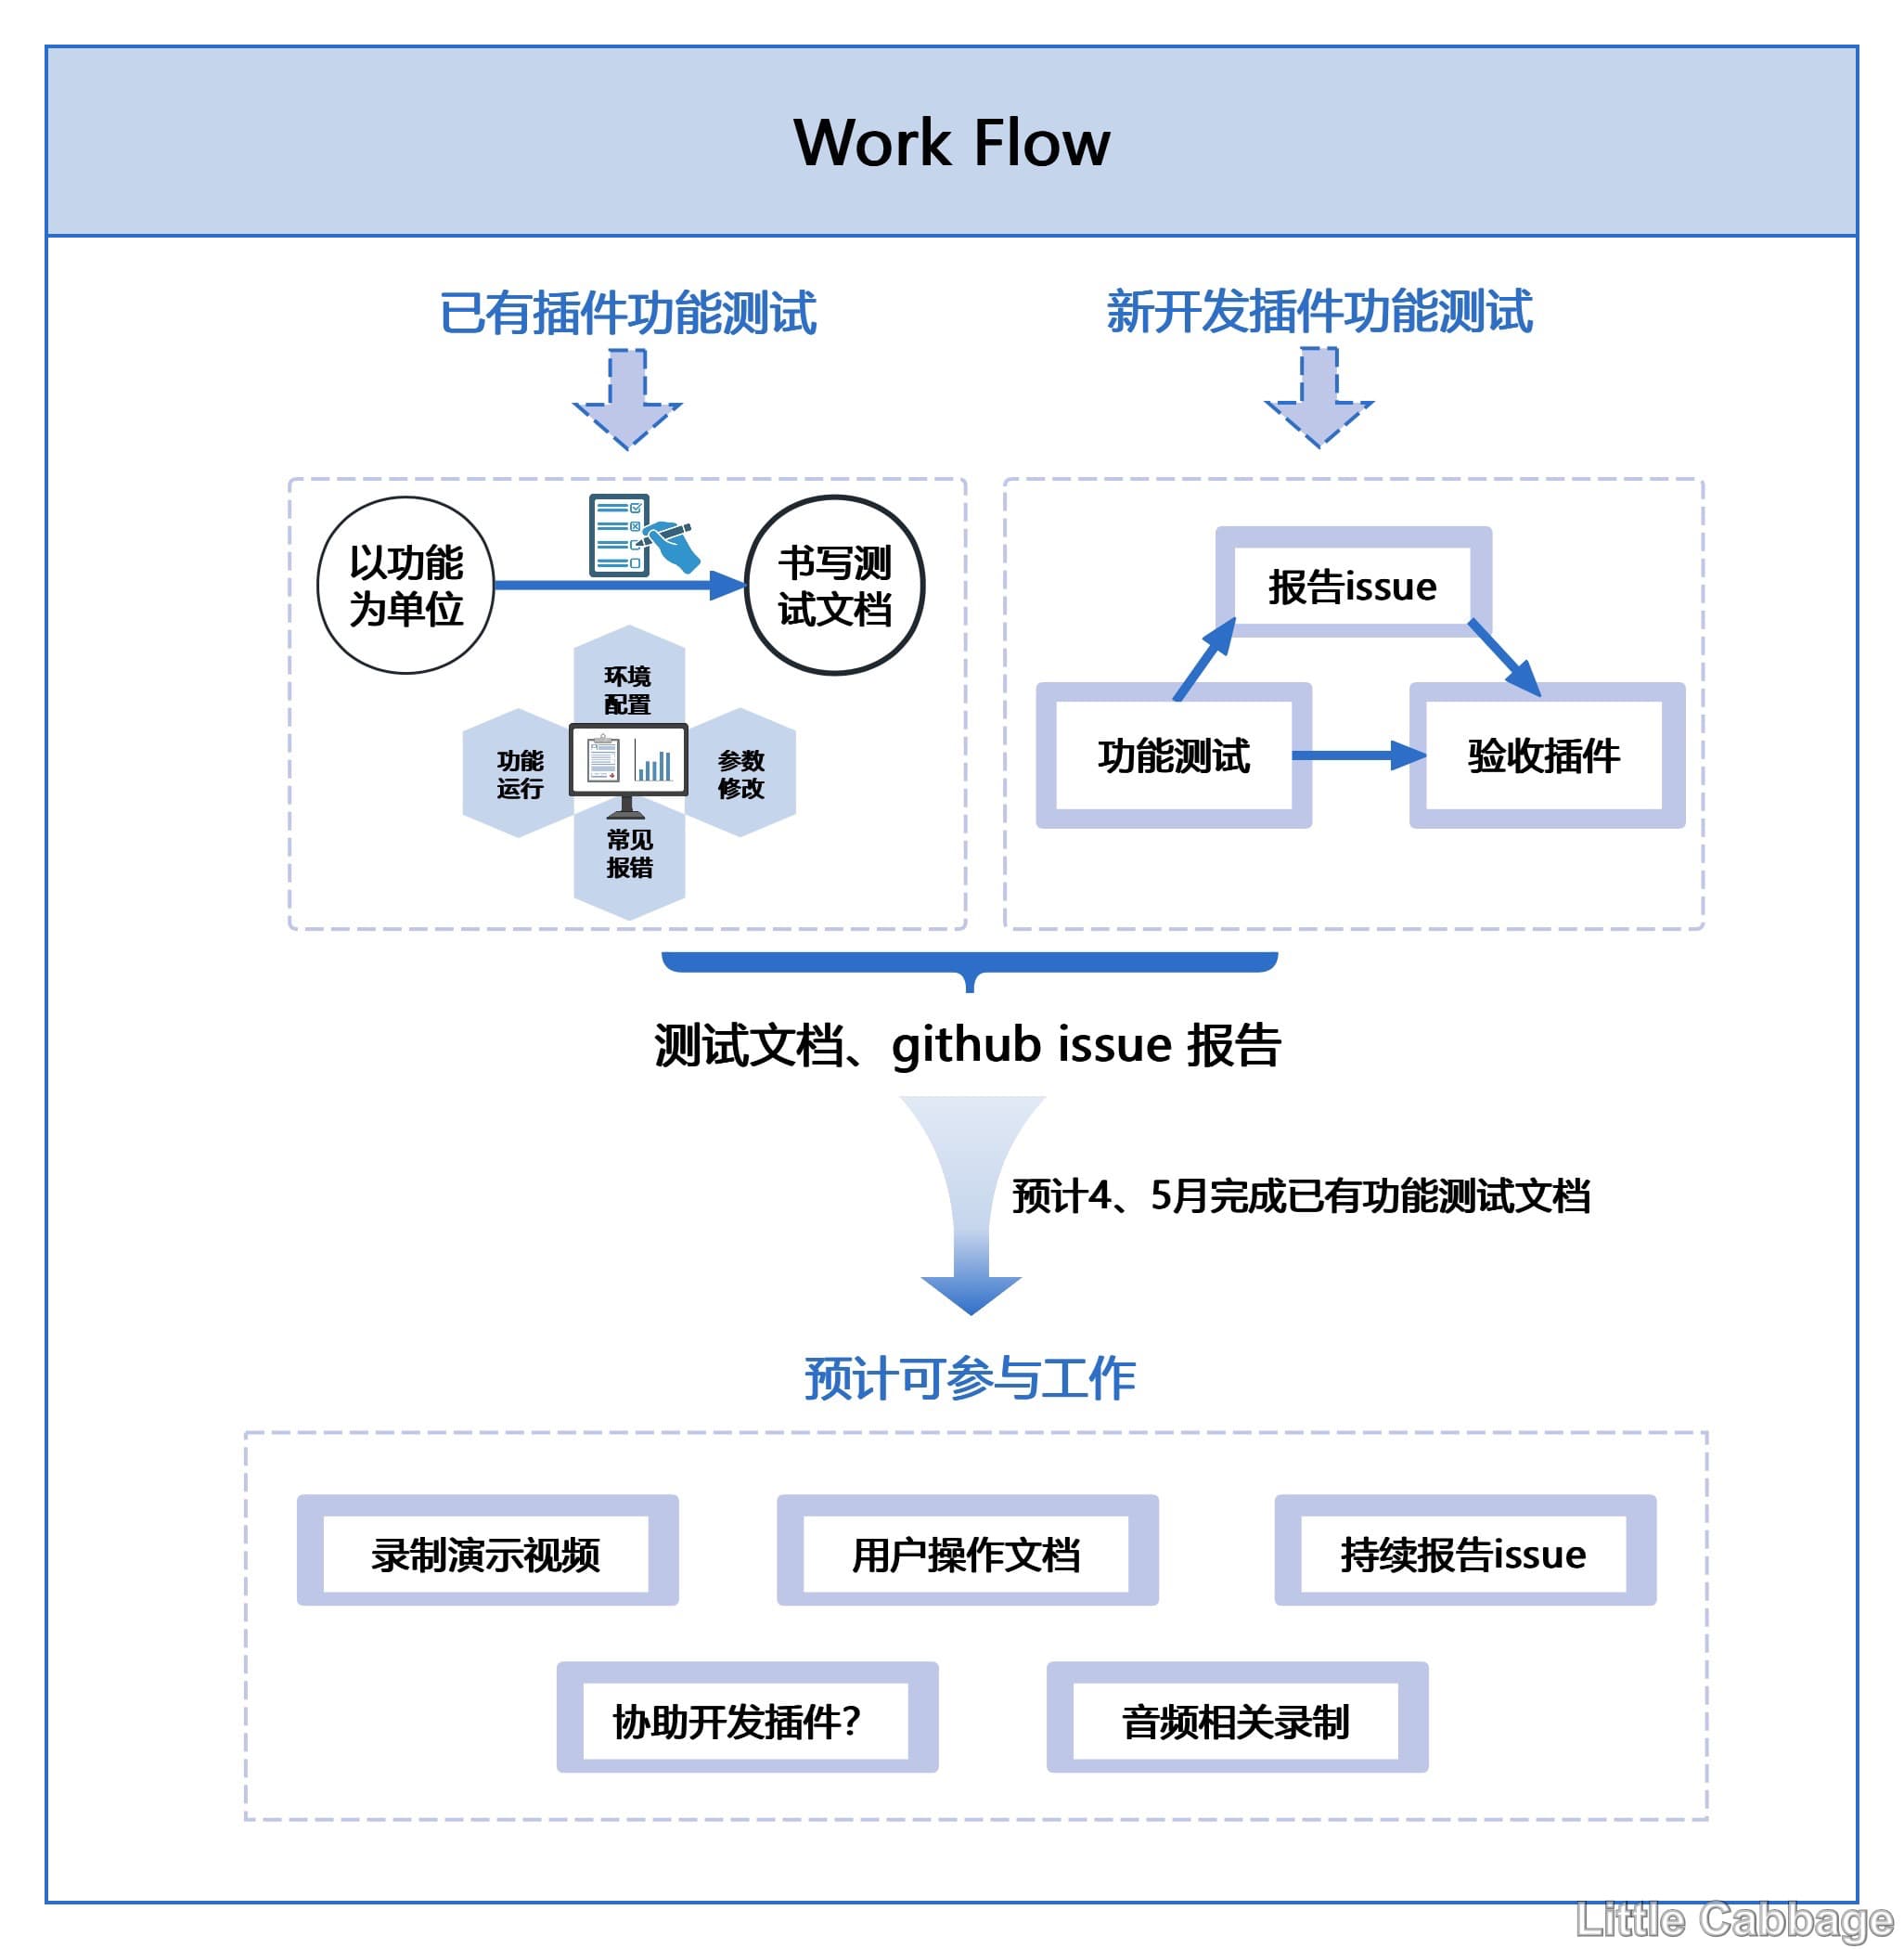 Work Flow
已有插件功能测试
新开发插件功能测试
以功能
为单位
书写测
试文档
环境
配置
功能
运行
参数
修改
常见
报错
报告issue
功能测试
验收插件
测试文档、github issue 报告
预计4、5月完成已有功能测试文档
预计可参与工作
录制演示视频
用户操作文档
持续报告issue
协助开发插件？
音频相关录制
Little Cabbage